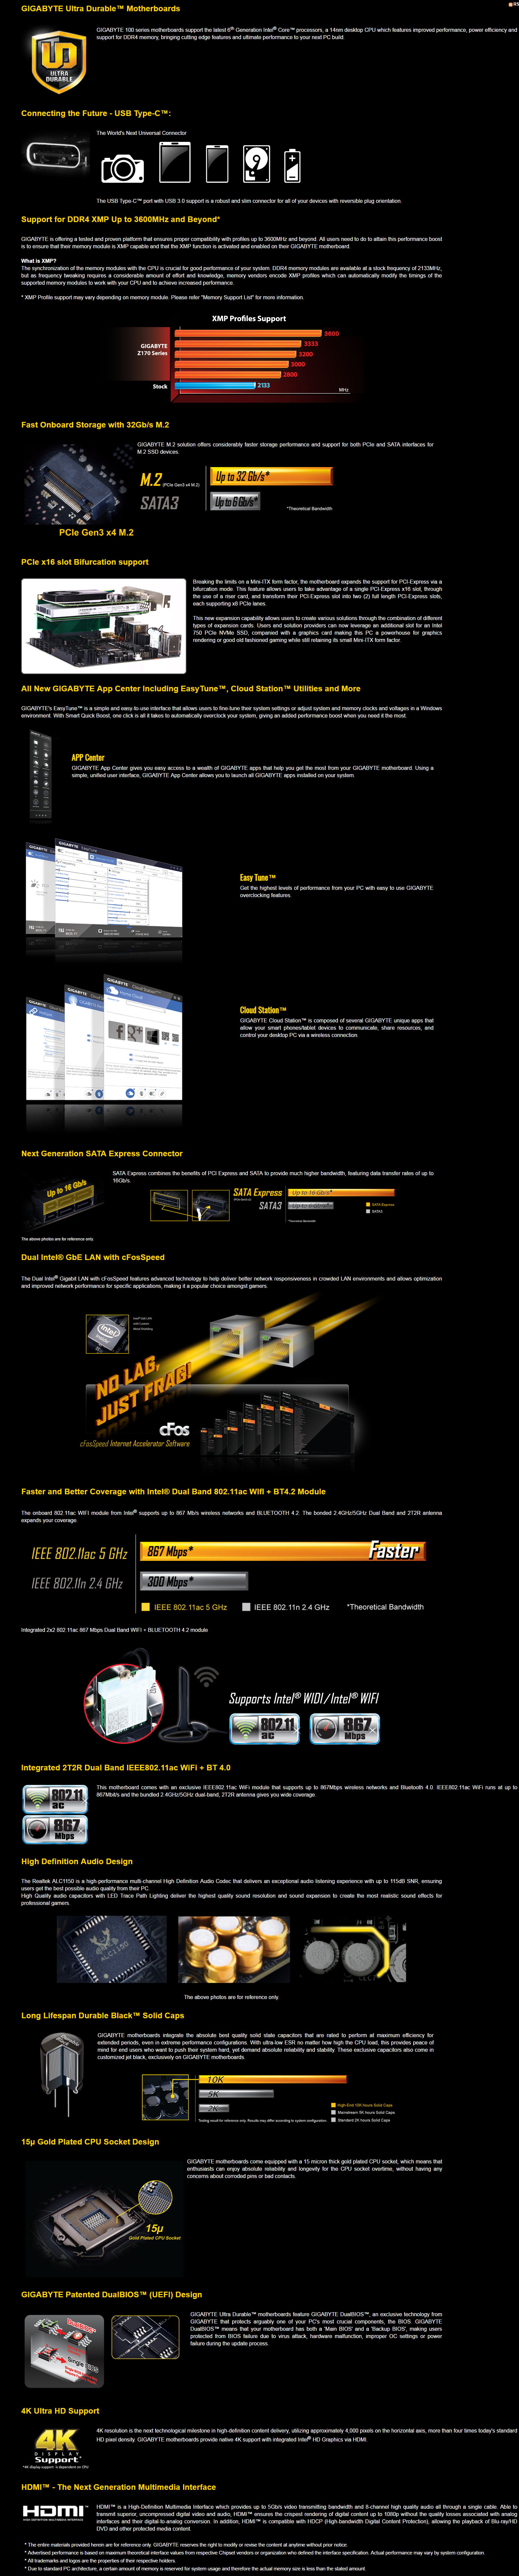 RS
GIGABYTE Ultra Durable™ Motherboards
GIGABYTE 100 series motherboards support the latest 6th Generation Intel® Core™ processors, a 14nm desktop CPU which features improved performance, power efficiency and
support for DDR4 memory, bringing cutting edge features and ultimate performance to your next PC build.
UD
ULTRA
DURABLE
Connecting the Future - USB Type-C™:
The World's Next Universal Connector
The USB Type-C™ port with USB 3.0 support is a robust and slim connector for all of your devices with reversible plug orientation.
Support for DDR4 XMP Up to 3600MHz and Beyond*
GIGABYTE is offering a tested and proven platform that ensures proper compatibility with profiles up to 3600MHz and beyond. All users need to do to attain this performance boost
is to ensure that their memory module is XMP capable and that the XMP function is activated and enabled on their GIGABYTE motherboard.
What is XMP?
The synchronization of the memory modules with the CPU is crucial for good performance of your system. DDR4 memory modules are available at a stock frequency of 2133MHz,
but as frequency tweaking requires a considerable amount of effort and knowledge, memory vendors encode XMP profiles which can automatically modify the timings of the
supported memory modules to work with your CPU and to achieve increased performance.
* XMP Profile support may vary depending on memory module. Please refer "Memory Support List" for more information.
XMP Profiles Support
3600
3333
GIGABYTE
Z170 Series
3200
3000
2800
Stock
2133
MHz
Fast Onboard Storage with 32Gb/s M.2
GIGABYTE M.2 solution offers considerably faster storage performance and support for both PCIe and SATA interfaces for
M.2 SSD devices.
M.2 (PCIe Gen3 x4 M.2)
Up to 32 Gb/s*
SATA3
Up to 6 Gb/s*
*Theoretical Bandwidth
PCIe Gen3 x4 M.2
PCIe x16 slot Bifurcation support
Breaking the limits on a Mini-ITX form factor, the motherboard expands the support for PCI-Express via a
bifurcation mode. This feature allows users to take advantage of a single PCI-Express x16 slot, through
the use of a riser card, and transform their PCI-Express slot into two (2) full length PCI-Express slots,
each supporting x8 PCIe lanes.
This new expansion capability allows users to create various solutions through the combination of different
types of expansion cards. Users and solution providers can now leverage an additional slot for an Intel
750 PCIe NVMe SSD, companised with a graphics card making this PC a powerhouse for graphics
rendering or good old fashioned gaming while still retaining its small Mini-ITX form factor.
All New GIGABYTE App Center Including EasyTune™, Cloud Station™ Utilities and More
GIGABYTE's EasyTune™ is a simple and easy-to-use interface that allows users to fine-tune their system settings or adjust system and memory clocks and voltages in a Windows
environment. With Smart Quick Boost, one click is all it takes to automatically overclock your system, giving an added performance boost when you need it the most.
APP Center
GIGABYTE App Center gives you easy access to a wealth of GIGABYTE apps that help you get the most from your GIGABYTE motherboard. Using a
simple, unified user interface, GIGABYTE App Center allows you to launch all GIGABYTE apps installed on your system.
Easy Tune™
Get the highest levels of performance from your PC with easy to use GIGABYTE
overclocking features.
Cloud Station™
GIGABYTE Cloud Station™ is composed of several GIGABYTE unique apps that
allow your smart phones/tablet devices to communicate, share resources, and
control your desktop PC via a wireless connection.
Next Generation SATA Express Connector
SATA Express combines the benefits of PCI Express and SATA to provide much higher bandwidth, featuring data transfer rates of up to
16Gb/s.
Up to 16 Gb/s
SATA Express
Up to 16 Gb/s*
SATA3
Up to 6 Gb/s*
SATA Express
SATA3
*Theoretical Bandwidth
The above photos are for reference only.
Dual Intel® GbE LAN with cFosSpeed
The Dual Intel® Gigabit LAN with cFosSpeed features advanced technology to help deliver better network responsiveness in crowded LAN environments and allows optimization
and improved network performance for specific applications, making it a popular choice amongst gamers.
intel
NO LAG,
JUST FRAG!
cFos
cFosSpeed Internet Accelerator Software
Faster and Better Coverage with Intel® Dual Band 802.11ac WIfI + BT4.2 Module
The onboard 802.11ac WIFI module from Intel® supports up to 867 Mb/s wireless networks and BLUETOOTH 4.2. The bonded 2.4GHz/5GHz Dual Band and 2T2R antenna
expands your coverage.
IEEE 802.11ac 5 GHz
867 Mbps*
Faster
IEEE 802.11n 2.4 GHz
300 Mbps*
IEEE 802.11ac 5 GHz
IEEE 802.11n 2.4 GHz
*Theoretical Bandwidth
Integrated 2x2 802.11ac 867 Mbps Dual Band WIFI + BLUETOOTH 4.2 module
Supports Intel® WIDI/Intel® WIFI
802.11
ac
867
Mbps
Integrated 2T2R Dual Band IEEE802.11ac WiFi + BT 4.0
This motherboard comes with an exclusive IEEE802.11ac WiFi module that supports up to 867Mbps wireless networks and Bluetooth 4.0. IEEE802.11ac WiFi runs at up to
867Mbit/s and the bundled 2.4GHz/5GHz dual-band, 2T2R antenna gives you wide coverage.
802.11
ac
867
Mbps
High Definition Audio Design
The Realtek ALC1150 is a high-performance multi-channel High Definition Audio Codec that delivers an exceptional audio listening experience with up to 115dB SNR, ensuring
users get the best possible audio quality from their PC.
High Quality audio capacitors with LED Trace Path Lighting deliver the highest quality sound resolution and sound expansion to create the most realistic sound effects for
professional gamers.
ALC1150
The above photos are for reference only
Long Lifespan Durable Black™ Solid Caps
GIGABYTE motherboards integrate the absolute best quality solid state capacitors that are rated to perform at maximum efficiency for
extended periods, even in extreme performance configurations. With ultra-low ESR no matter how high the CPU load, this provides peace of
mind for end users who want to push their system hard, yet demand absolute reliability and stability. These exclusive capacitors also come in
customized jet black, exclusively on GIGABYTE motherboards.
10K
5K
2K
High-End 10K hours Solid Caps
Mainstream 5K hours Solid Caps
Standard 2K hours Solid Caps
Testing result for reference only. Results may differ according to system configuration.
15µ Gold Plated CPU Socket Design
GIGABYTE motherboards come equipped with a 15 micron thick gold plated CPU socket, which means that
enthusiasts can enjoy absolute reliability and longevity for the CPU socket overtime, without having any
concerns about corroded pins or bad contacts.
15µ
Gold Plated CPU Socket
GIGABYTE Patented DualBIOS™ (UEFI) Design
GIGABYTE Ultra Durable™ motherboards feature GIGABYTE DualBIOS™, an exclusive technology from
GIGABYTE that protects arguably one of your PC's most crucial components, the BIOS. GIGABYTE
DualBIOS™ means that your motherboard has both a 'Main BIOS' and a 'Backup BIOS', making users
protected from BIOS failure due to virus attack, hardware malfunction, improper OC settings or power
failure during the update process.
DualBIOS
Single BIOS
4K Ultra HD Support
4K resolution is the next technological milestone in high-definition content delivery, utilizing approximately 4,000 pixels on the horizontal axis, more than four times today's standard
HD pixel density. GIGABYTE motherboards provide native 4K support with integrated Intel® HD Graphics via HDMI.
4K
DISPLAY
Support*
*4K display support is dependent on CPU
HDMI™ - The Next Generation Multimedia Interface
HDMI™ is a High-Definition Multimedia Interface which provides up to 5Gb/s video transmitting bandwidth and 8-channel high quality audio all through a single cable. Able to
transmit superior, uncompressed digital video and audio, HDMI™ ensures the crispest rendering of digital content up to 1080p without the quality losses associated with analog
interfaces and their digital-to-analog conversion. In addition, HDMI™ is compatible with HDCP (High-bandwidth Digital Content Protection), allowing the playback of Blu-ray/HD
DVD and other protected media content.
HDMI
HIGH-DEFINITION MULTIMEDIA INTERFACE
* The entire materials provided herein are for reference only. GIGABYTE reserves the right to modify or revise the content at anytime without prior notice.
* Advertised performance is based on maximum theoretical interface values from respective Chipset vendors or organization who defined the interface specification. Actual performance may vary by system configuration.
* All trademarks and logos are the properties of their respective holders.
* Due to standard PC architecture, a certain amount of memory is reserved for system usage and therefore the actual memory size is less than the stated amount.